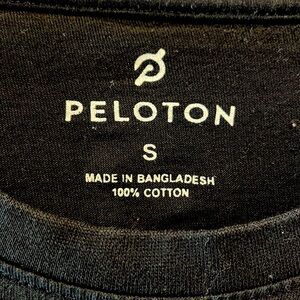 PELOTON
S
MADE IN BANGLADESH
100% COTTON